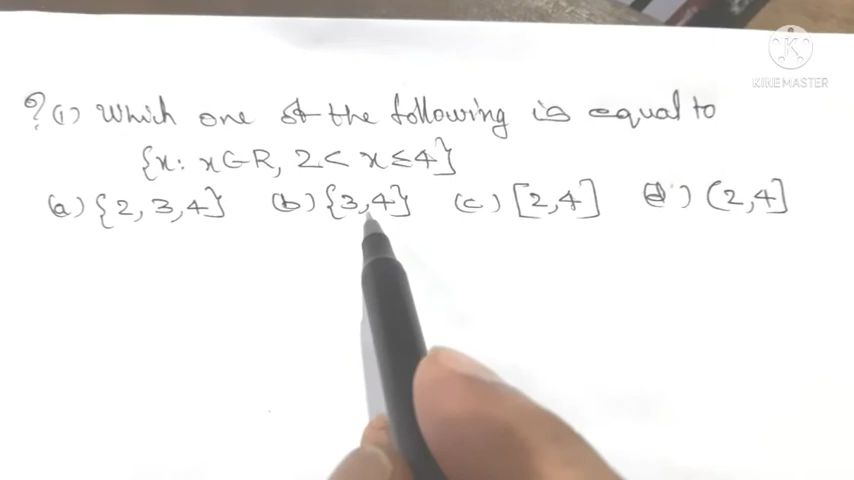 KINEMASTER
? (1) Which one of the following is equal to
{x: x∈R, 2 < x ≤ 4}
(a) {2, 3, 4} (b) {3, 4} (c) [2, 4] (d) (2, 4]